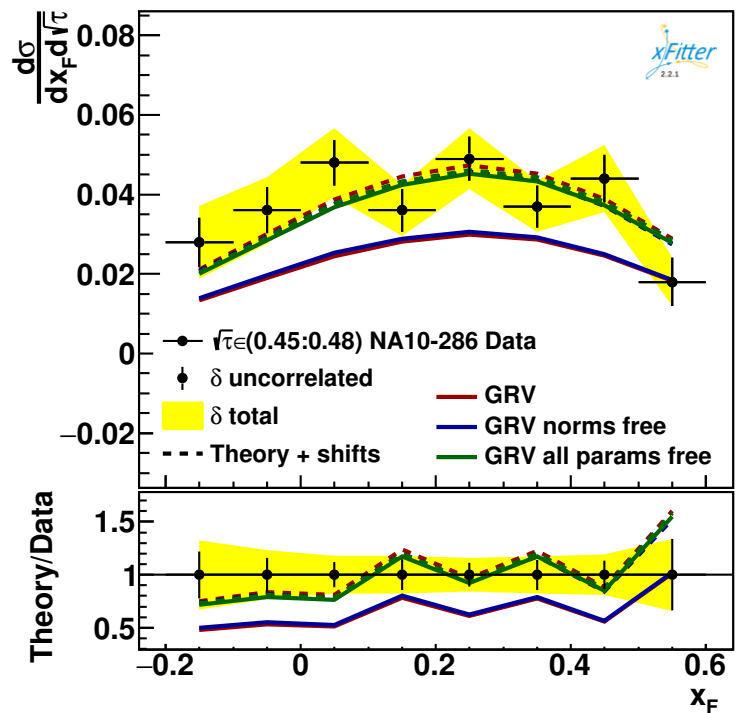 dσ
dx_F d√τ
0.08
0.06
0.04
0.02
0
−0.02
xFitter
2.2.1
√τ∈(0.45:0.48) NA10-286 Data
δ uncorrelated
δ total
Theory + shifts
GRV
GRV norms free
GRV all params free
Theory/Data
1.5
1
0.5
−0.2 0 0.2 0.4 0.6
x_F